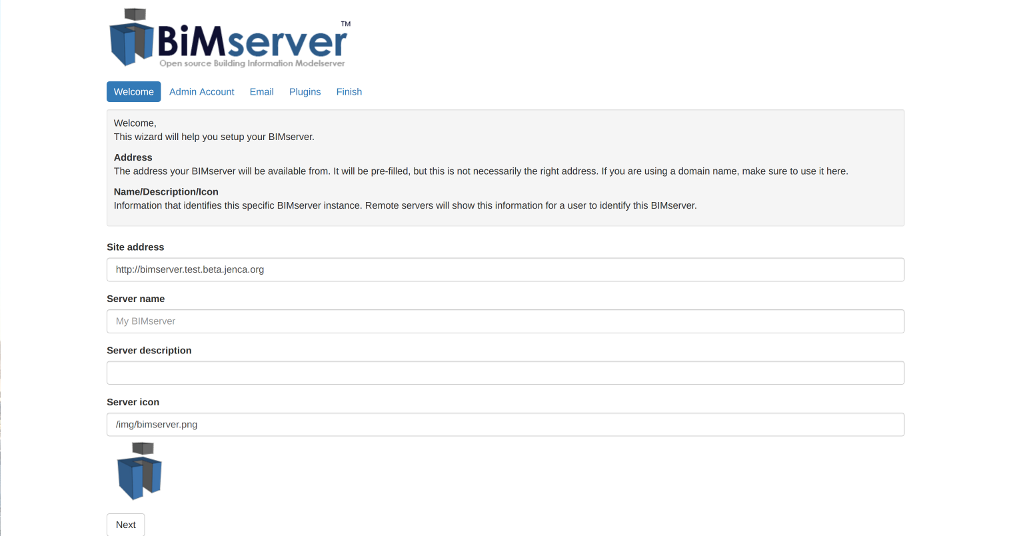 BiMserver™
Open source Building Information Modelserver
Welcome Admin Account Email Plugins Finish
Welcome,
This wizard will help you setup your BIMserver.
Address
The address your BIMserver will be available from. It will be pre-filled, but this is not necessarily the right address. If you are using a domain name, make sure to use it here.
Name/Description/Icon
Information that identifies this specific BIMserver instance. Remote servers will show this information for a user to identify this BIMserver.
Site address
http://bimserver.test.beta.jenca.org
Server name
My BIMserver
Server description
Server icon
/img/bimserver.png
Next